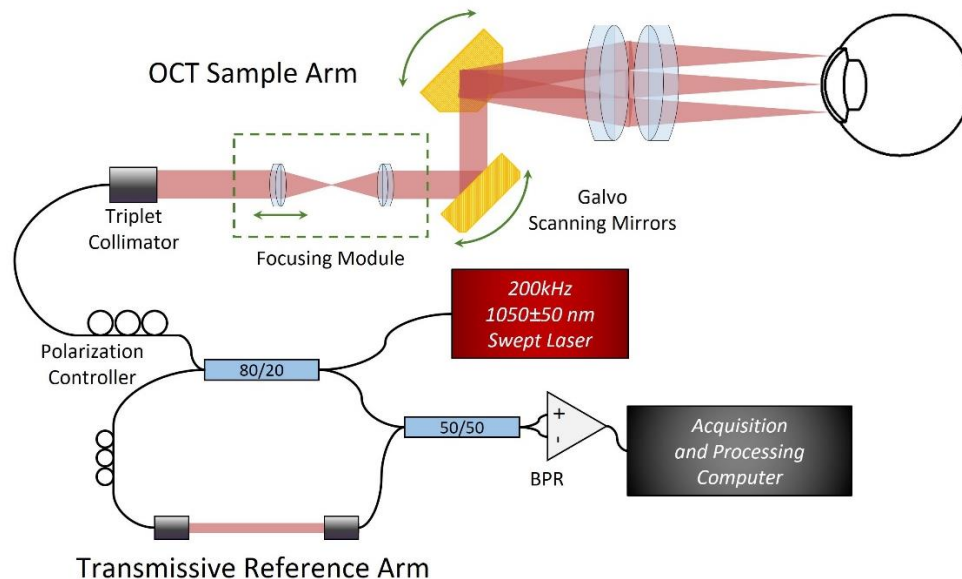 OCT Sample Arm
Triplet
Collimator
Focusing Module
Galvo
Scanning Mirrors
200kHz
1050±50 nm
Swept Laser
Polarization
Controller
80/20
50/50
+
-
BPR
Acquisition
and Processing
Computer
Transmissive Reference Arm